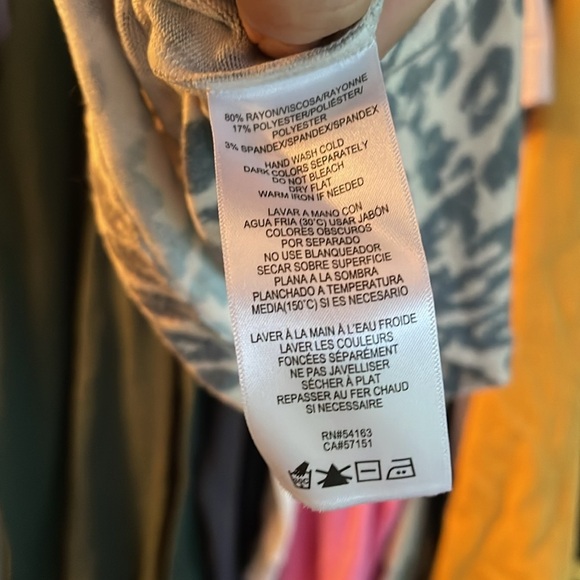 80% RAYON/VISCOSA/RAYONNE
17% POLYESTER/POLIÉSTER/
POLYESTER
3% SPANDEX/SPANDEX/SPANDEX
HAND WASH COLD
DARK COLORS SEPARATELY
DO NOT BLEACH
DRY FLAT
WARM IRON IF NEEDED
LAVAR A MANO CON
AGUA FRIA (30°C) USAR JABÓN
COLORES OBSCUROS
POR SEPARADO
NO USE BLANQUEADOR
SECAR SOBRE SUPERFICIE
PLANA A LA SOMBRA
PLANCHADO A TEMPERATURA
MEDIA(150°C) SI ES NECESARIO
LAVER À LA MAIN À L'EAU FROIDE
LAVER LES COULEURS
FONCÉES SÉPARÉMENT
NE PAS JAVELLISER
SÉCHER À PLAT
REPASSER AU FER CHAUD
SI NECESSAIRE
RN#54163
CA#57151